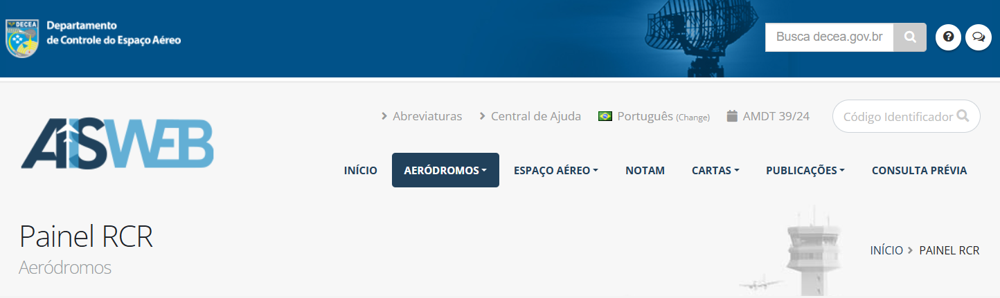 DECEA
Departamento
de Controle do Espaço Aéreo
Busca decea.gov.br
Abreviaturas
Central de Ajuda
Português (Change)
AMDT 39/24
Código Identificador
AISWEB
INÍCIO
AERÓDROMOS
ESPAÇO AÉREO
NOTAM
CARTAS
PUBLICAÇÕES
CONSULTA PRÉVIA
Painel RCR
Aeródromos
INÍCIO
PAINEL RCR